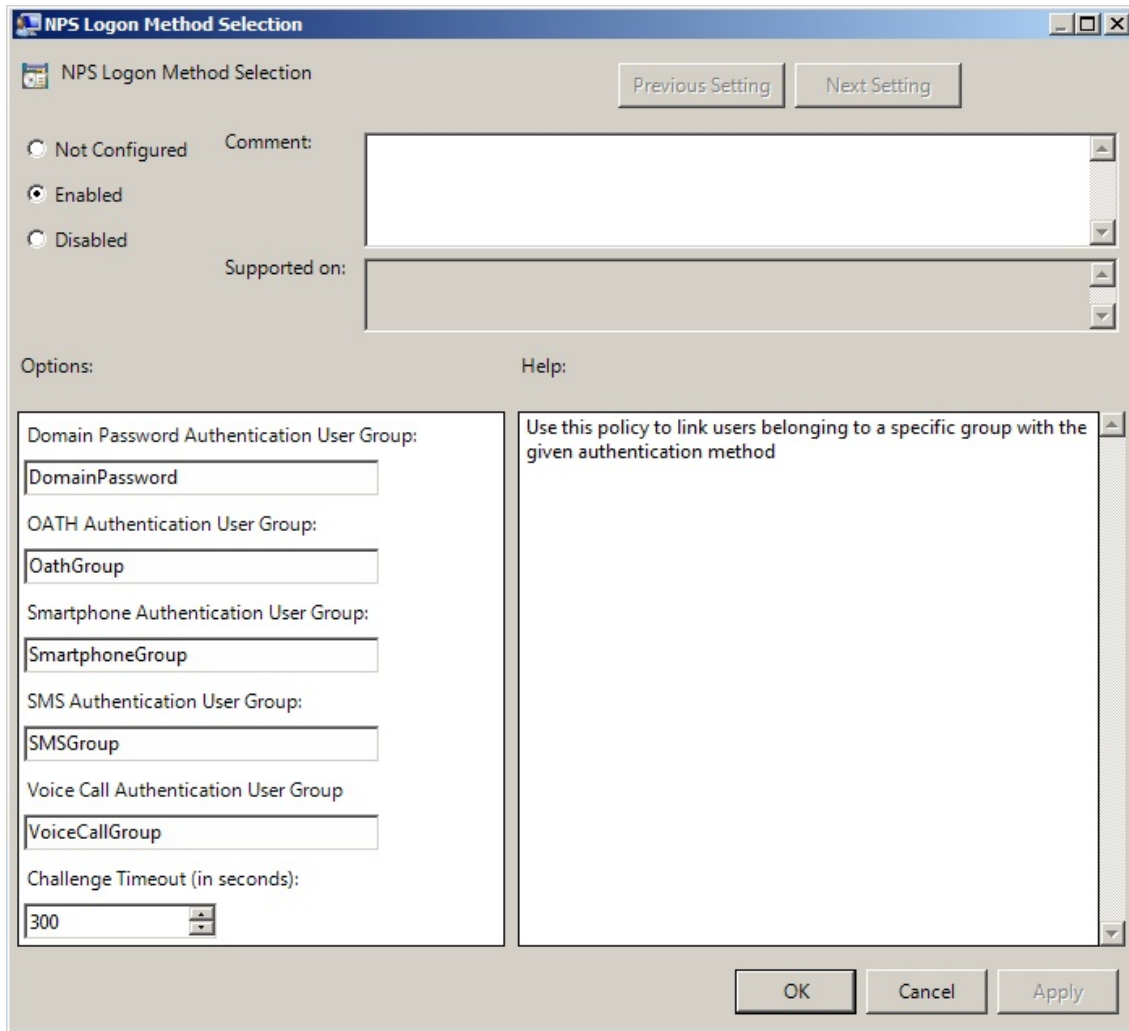 NPS Logon Method Selection
NPS Logon Method Selection
Previous Setting
Next Setting
Not Configured
Comment:
Enabled
Disabled
Supported on:
Options:
Help:
Domain Password Authentication User Group:
DomainPassword
OATH Authentication User Group:
OathGroup
Smartphone Authentication User Group:
SmartphoneGroup
SMS Authentication User Group:
SMSGroup
Voice Call Authentication User Group
VoiceCallGroup
Challenge Timeout (in seconds):
300
Use this policy to link users belonging to a specific group with the
given authentication method
OK
Cancel
Apply